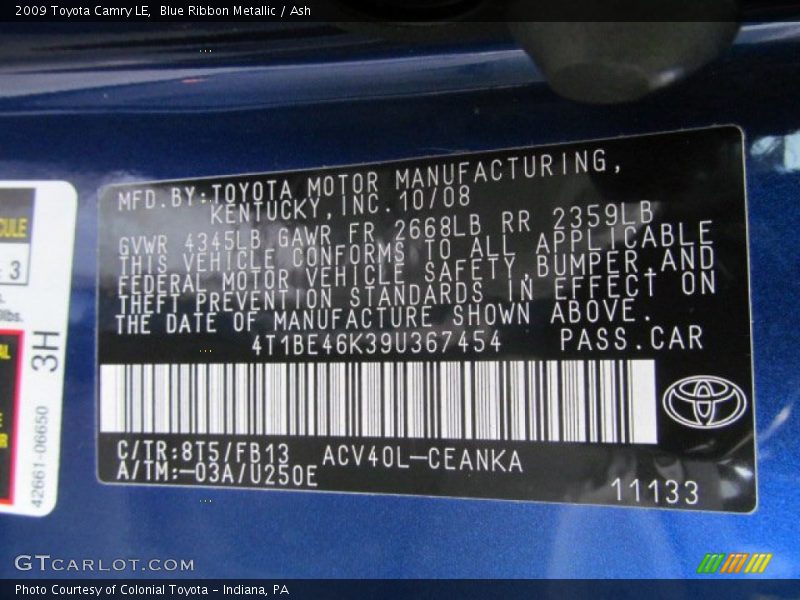 2009 Toyota Camry LE, Blue Ribbon Metallic / Ash
MFD.BY:TOYOTA MOTOR MANUFACTURING,
KENTUCKY,INC.10/08
GVWR 4345LB GAWR FR 2668LB RR 2359LB
THIS VEHICLE CONFORMS TO ALL APPLICABLE
FEDERAL MOTOR VEHICLE SAFETY,BUMPER,AND
THEFT PREVENTION STANDARDS IN EFFECT ON
THE DATE OF MANUFACTURE SHOWN ABOVE.
4T1BE46K39U367454 PASS.CAR
C/TR:8T5/FB13 ACV40L-CEANKA
A/TM:-03A/U250E
11133
3
3H
42661-06650
GTCARLOT.COM
Photo Courtesy of Colonial Toyota - Indiana, PA